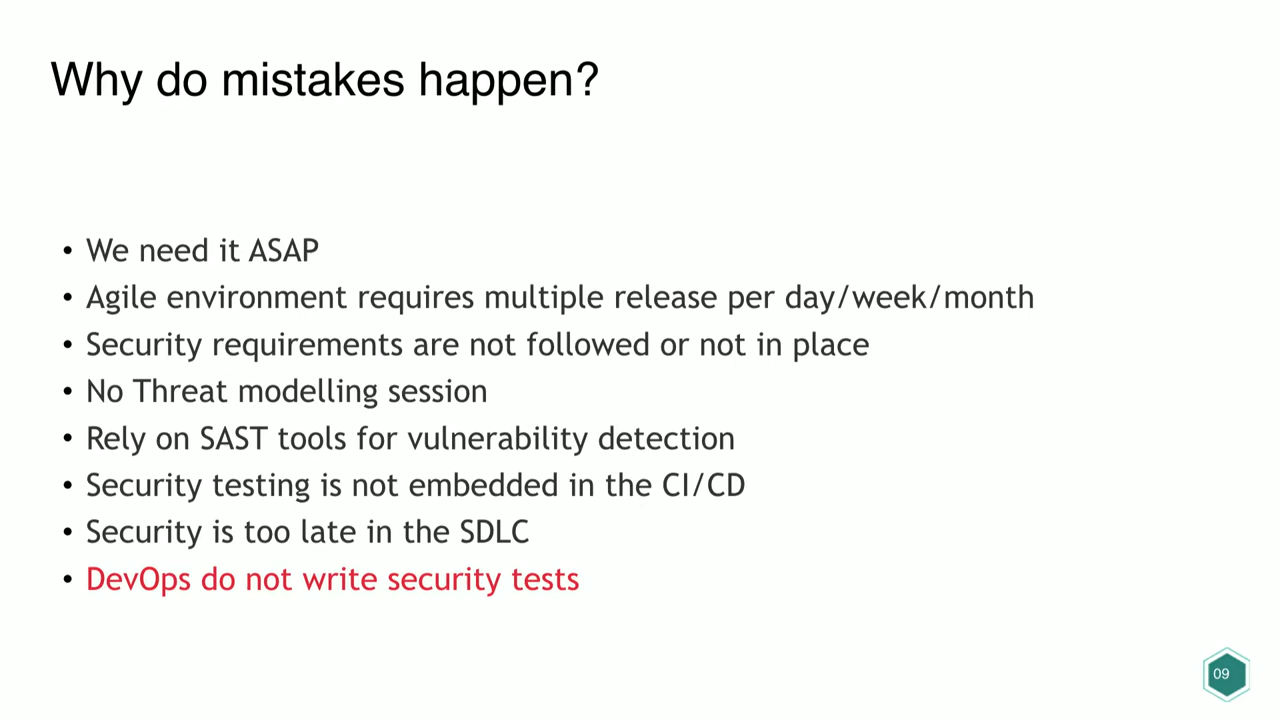 Why do mistakes happen?
• We need it ASAP
• Agile environment requires multiple release per day/week/month
• Security requirements are not followed or not in place
• No Threat modelling session
• Rely on SAST tools for vulnerability detection
• Security testing is not embedded in the CI/CD
• Security is too late in the SDLC
• DevOps do not write security tests
09